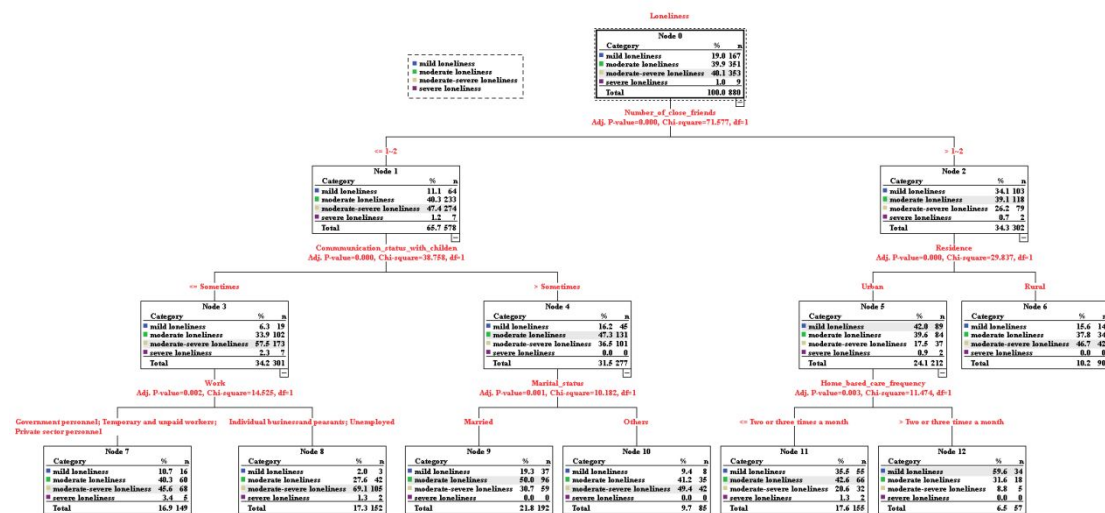 Loneliness
Node 0
Category % n
mild loneliness 19.0 167
moderate loneliness 39.9 351
moderate-severe loneliness 40.1 353
severe loneliness 1.0 9
Total 100.0 880
mild loneliness
moderate loneliness
moderate-severe loneliness
severe loneliness
Number_of_close_friends
Adj. P-value=0.000, Chi-square=71.577, df=1
<= 1~2
> 1~2
Node 1
Category % n
mild loneliness 11.1 64
moderate loneliness 40.3 233
moderate-severe loneliness 47.4 274
severe loneliness 1.2 7
Total 65.7 578
Node 2
Category % n
mild loneliness 34.1 103
moderate loneliness 39.1 118
moderate-severe loneliness 26.2 79
severe loneliness 0.7 2
Total 34.3 302
Commmunication_status_with_childen
Adj. P-value=0.000, Chi-square=38.758, df=1
Residence
Adj. P-value=0.000, Chi-square=29.837, df=1
<= Sometimes
> Sometimes
Urban
Rural
Node 3
Category % n
mild loneliness 6.3 19
moderate loneliness 33.9 102
moderate-severe loneliness 57.5 173
severe loneliness 2.3 7
Total 34.2 301
Node 4
Category % n
mild loneliness 16.2 45
moderate loneliness 47.3 131
moderate-severe loneliness 36.5 101
severe loneliness 0.0 0
Total 31.5 277
Node 5
Category % n
mild loneliness 42.0 89
moderate loneliness 39.6 84
moderate-severe loneliness 17.5 37
severe loneliness 0.9 2
Total 24.1 212
Node 6
Category % n
mild loneliness 15.6 14
moderate loneliness 37.8 34
moderate-severe loneliness 46.7 42
severe loneliness 0.0 0
Total 10.2 90
Work
Adj. P-value=0.002, Chi-square=14.525, df=1
Marital_status
Adj. P-value=0.001, Chi-square=10.182, df=1
Home_based_care_frequency
Adj. P-value=0.003, Chi-square=11.474, df=1
Government personnel; Temporary and unpaid workers;
Private sector personnel
Individual businessand peasants; Unemployed
Married
Others
<= Two or three times a month
> Two or three times a month
Node 7
Category % n
mild loneliness 10.7 16
moderate loneliness 40.3 60
moderate-severe loneliness 45.6 68
severe loneliness 3.4 5
Total 16.9 149
Node 8
Category % n
mild loneliness 2.0 3
moderate loneliness 27.6 42
moderate-severe loneliness 69.1 105
severe loneliness 1.3 2
Total 17.3 152
Node 9
Category % n
mild loneliness 19.3 37
moderate loneliness 50.0 96
moderate-severe loneliness 30.7 59
severe loneliness 0.0 0
Total 21.8 192
Node 10
Category % n
mild loneliness 9.4 8
moderate loneliness 41.2 35
moderate-severe loneliness 49.4 42
severe loneliness 0.0 0
Total 9.7 85
Node 11
Category % n
mild loneliness 35.5 55
moderate loneliness 42.6 66
moderate-severe loneliness 20.6 32
severe loneliness 1.3 2
Total 17.6 155
Node 12
Category % n
mild loneliness 59.6 34
moderate loneliness 31.6 18
moderate-severe loneliness 8.8 5
severe loneliness 0.0 0
Total 6.5 57